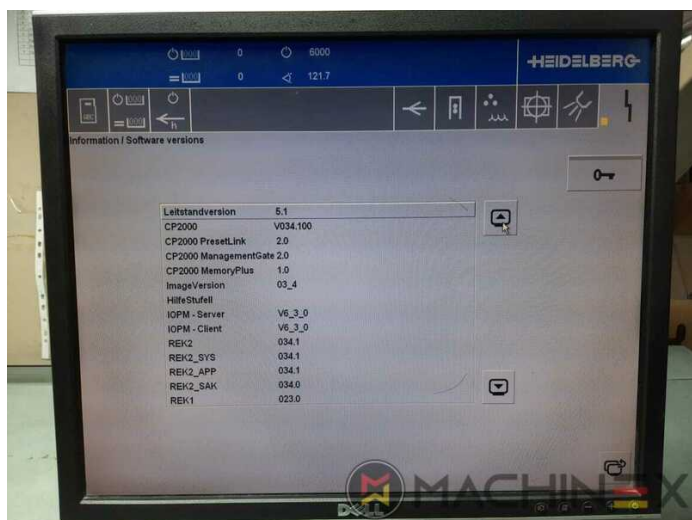 0 6000
HEIDELBERG
= 0 121.7
h
Information / Software versions
Leitstandversion 5.1
CP2000 V034.100
CP2000 PresetLink 2.0
CP2000 ManagementGate 2.0
CP2000 MemoryPlus 1.0
ImageVersion 03_4
HilfeStufeII
IOPM - Server V6_3_0
IOPM - Client V6_3_0
REK2 034.1
REK2_SYS 034.1
REK2_APP 034.1
REK2_SAK 034.0
REK1 023.0
MACHINEX
DELL